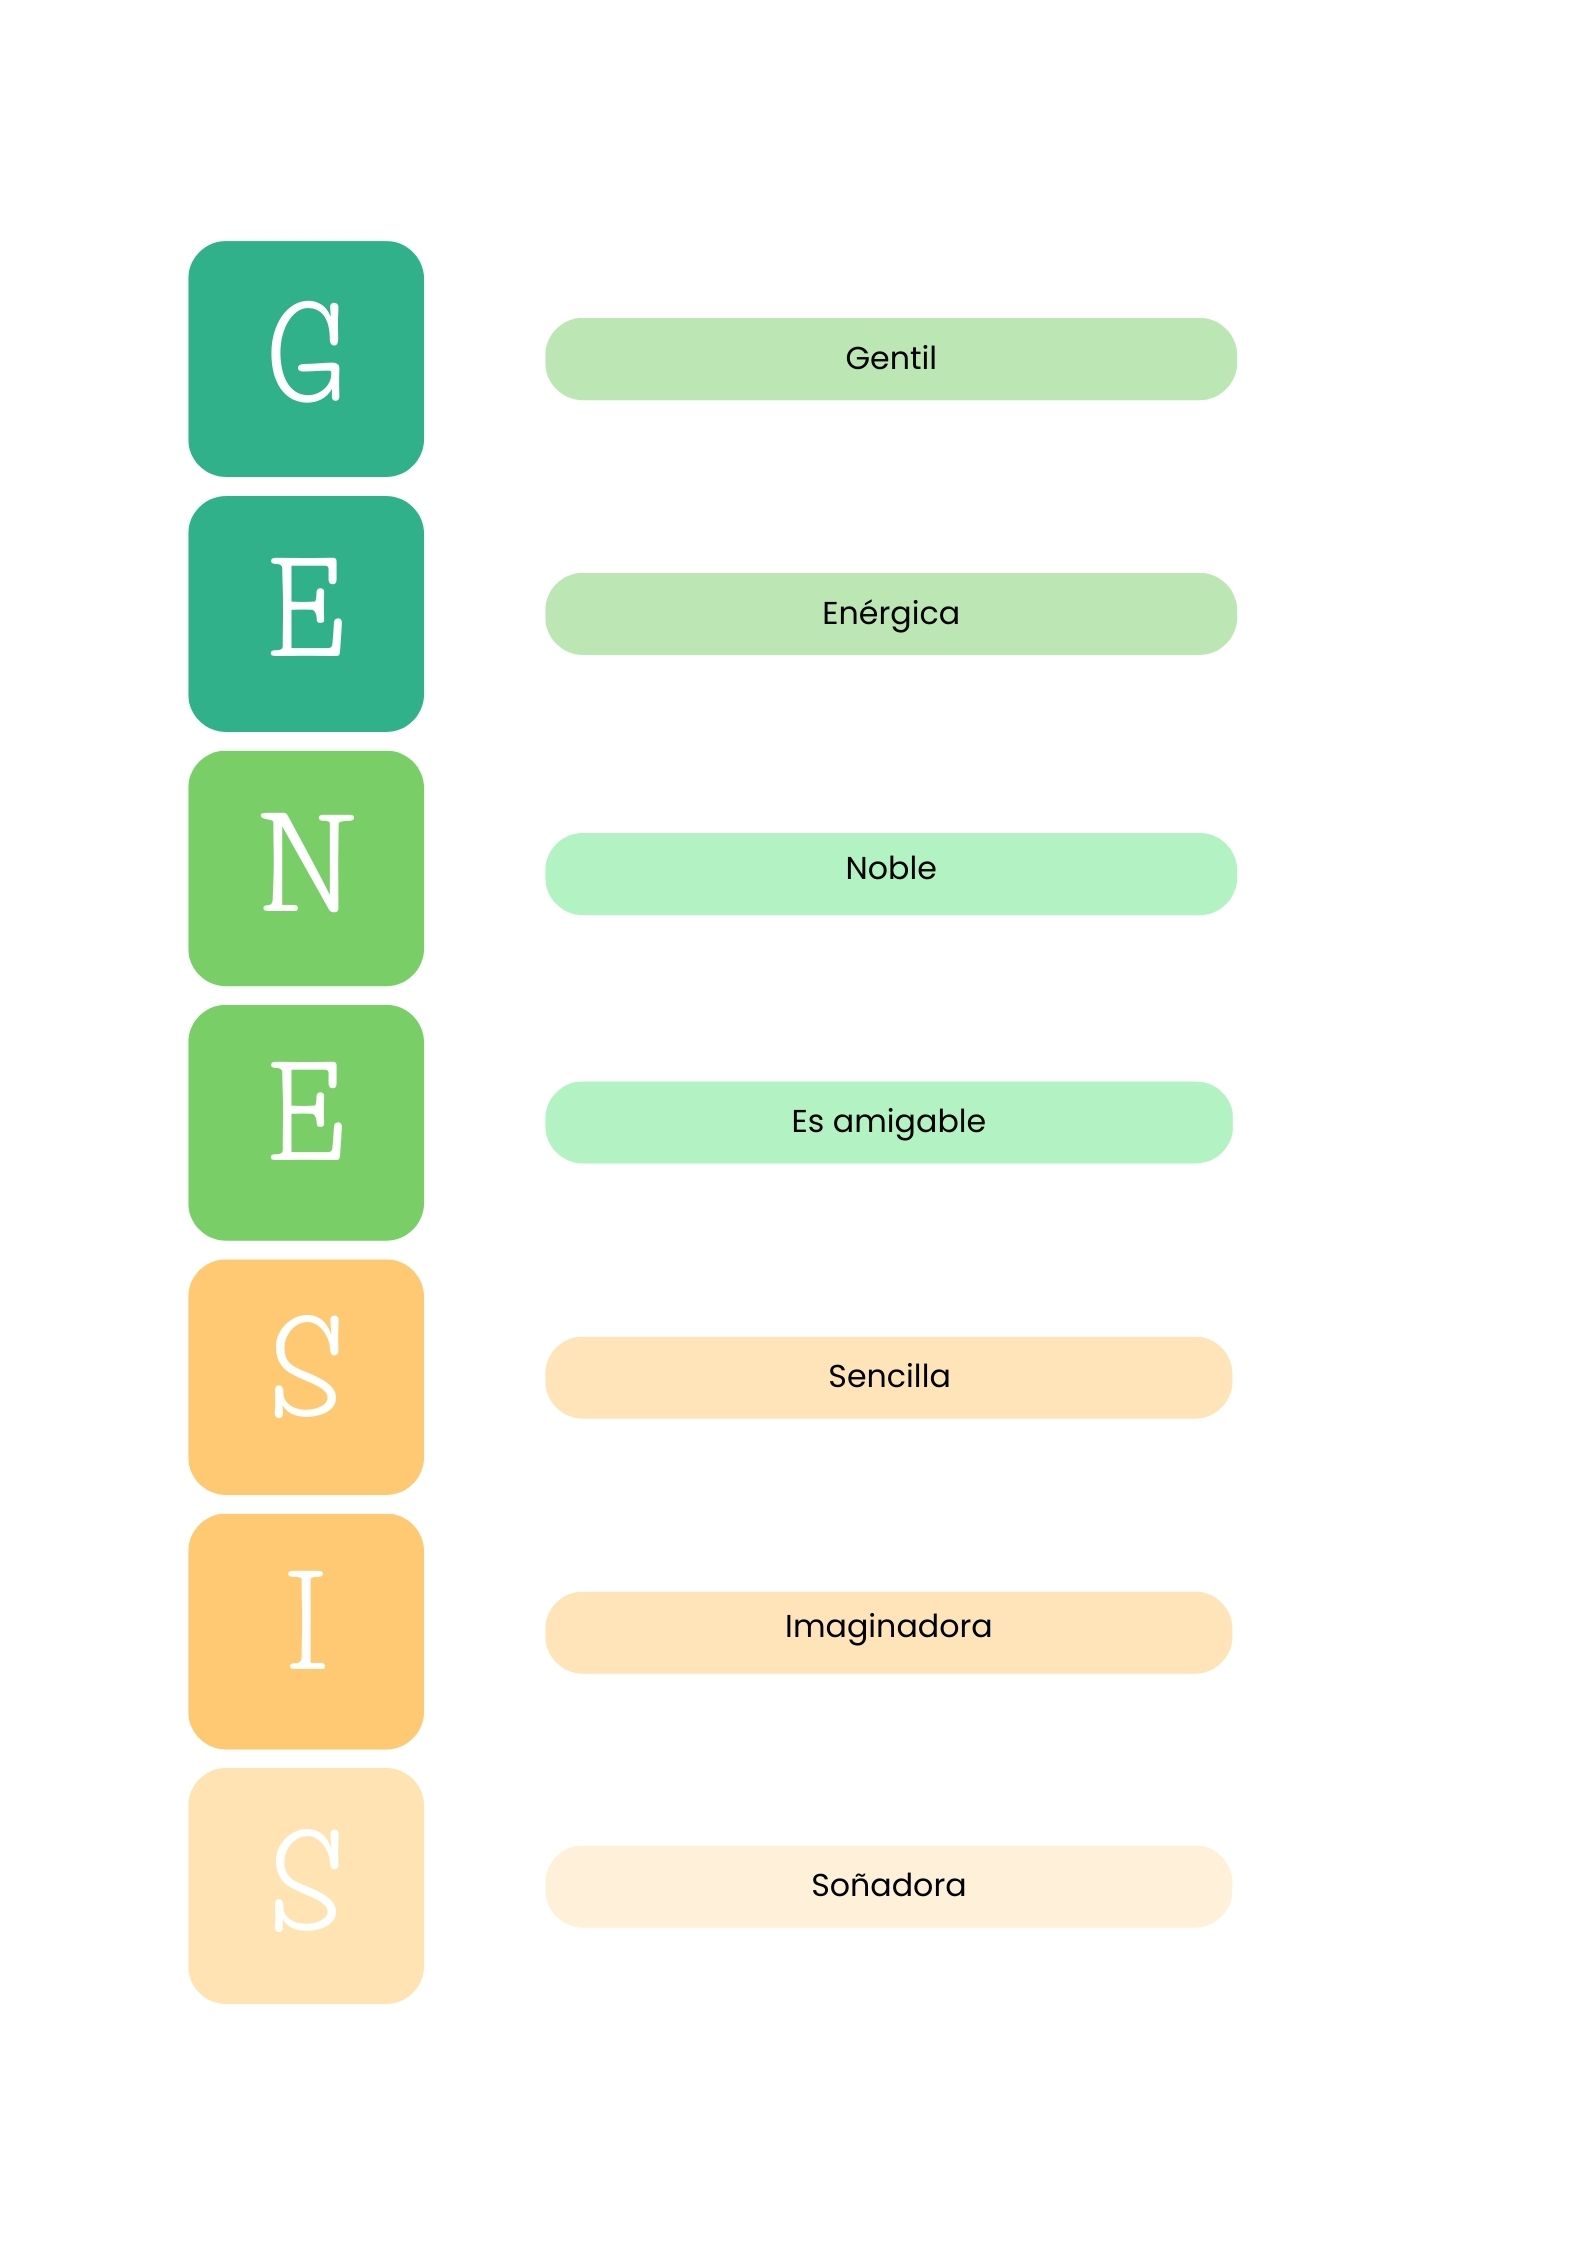 G
Gentil
E
Enérgica
N
Noble
E
Es amigable
S
Sencilla
I
Imaginadora
S
Soñadora